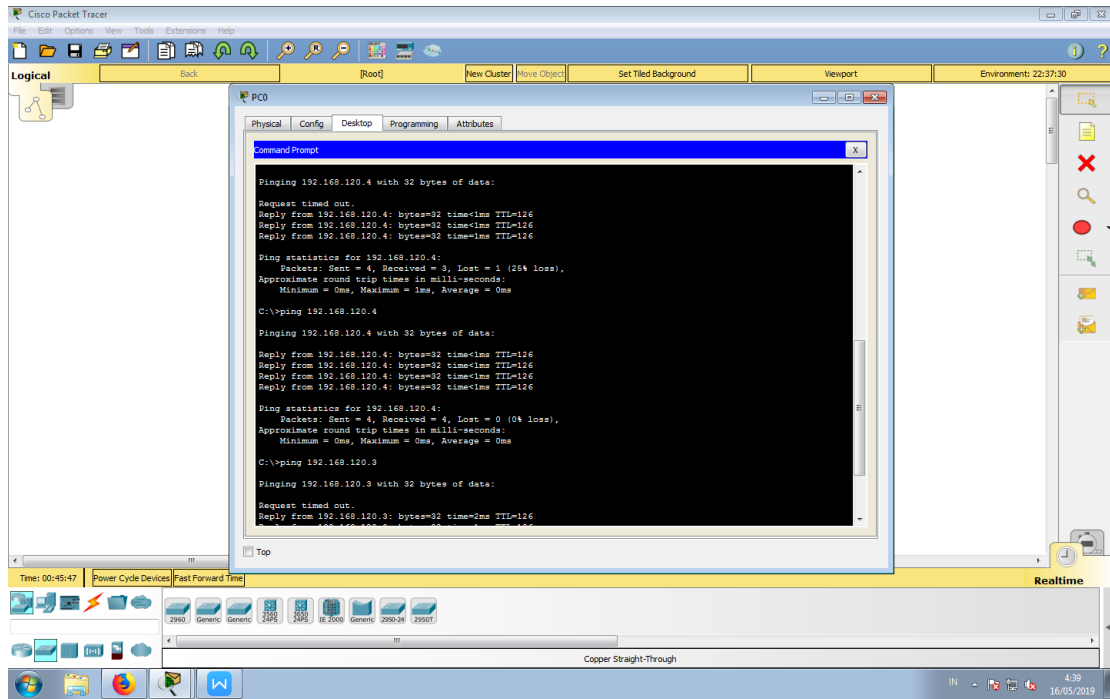 Cisco Packet Tracer
File Edit Options View Tools Extensions Help
Logical Back [Root] New Cluster Move Object Set Tiled Background Viewport Environment: 22:37:30
PC0
Physical Config Desktop Programming Attributes
Command Prompt X
Pinging 192.168.120.4 with 32 bytes of data:
Request timed out.
Reply from 192.168.120.4: bytes=32 time<1ms TTL=126
Reply from 192.168.120.4: bytes=32 time<1ms TTL=126
Reply from 192.168.120.4: bytes=32 time=1ms TTL=126
Ping statistics for 192.168.120.4:
Packets: Sent = 4, Received = 3, Lost = 1 (25% loss),
Approximate round trip times in milli-seconds:
Minimum = 0ms, Maximum = 1ms, Average = 0ms
C:\>ping 192.168.120.4
Pinging 192.168.120.4 with 32 bytes of data:
Reply from 192.168.120.4: bytes=32 time<1ms TTL=126
Reply from 192.168.120.4: bytes=32 time<1ms TTL=126
Reply from 192.168.120.4: bytes=32 time<1ms TTL=126
Reply from 192.168.120.4: bytes=32 time<1ms TTL=126
Ping statistics for 192.168.120.4:
Packets: Sent = 4, Received = 4, Lost = 0 (0% loss),
Approximate round trip times in milli-seconds:
Minimum = 0ms, Maximum = 0ms, Average = 0ms
C:\>ping 192.168.120.3
Pinging 192.168.120.3 with 32 bytes of data:
Request timed out.
Reply from 192.168.120.3: bytes=32 time=2ms TTL=126
Top
Time: 00:45:47 Power Cycle Devices Fast Forward Time Realtime
2960 Generic Generic 3560 24PS 3650 24PS IE 2000 Generic 2950-24 2950T
Copper Straight-Through
IN 4:39
16/05/2019